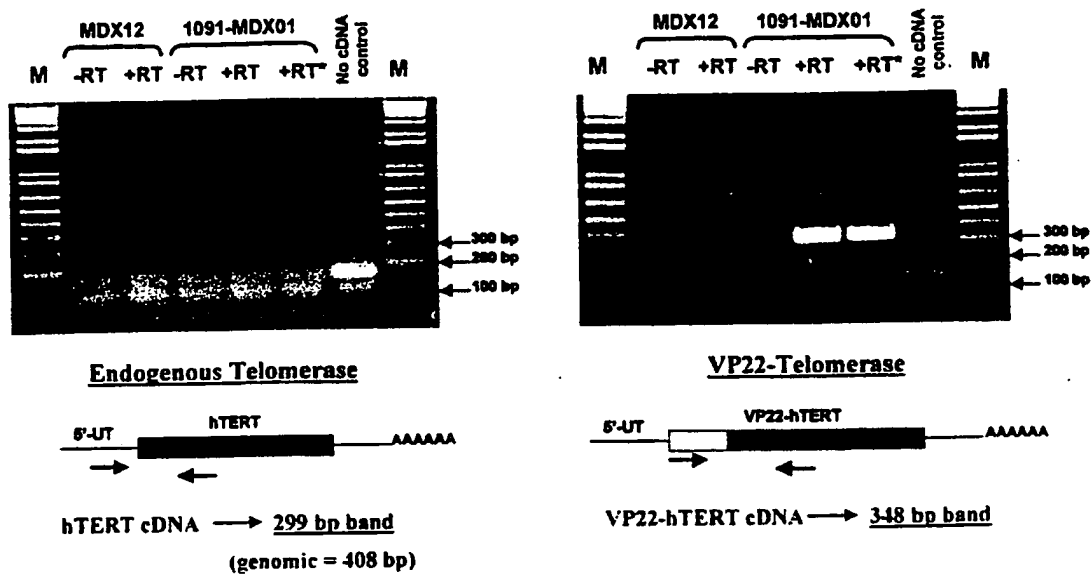 MDX12 1091-MDX01
M -RT +RT -RT +RT +RT* No cDNA control M
300 bp
200 bp
100 bp
Endogenous Telomerase
5'-UT hTERT AAAAAA
hTERT cDNA → 299 bp band
(genomic = 408 bp)
MDX12 1091-MDX01
M -RT +RT -RT +RT +RT* No cDNA control M
300 bp
200 bp
100 bp
VP22-Telomerase
5'-UT VP22-hTERT AAAAAA
VP22-hTERT cDNA → 348 bp band